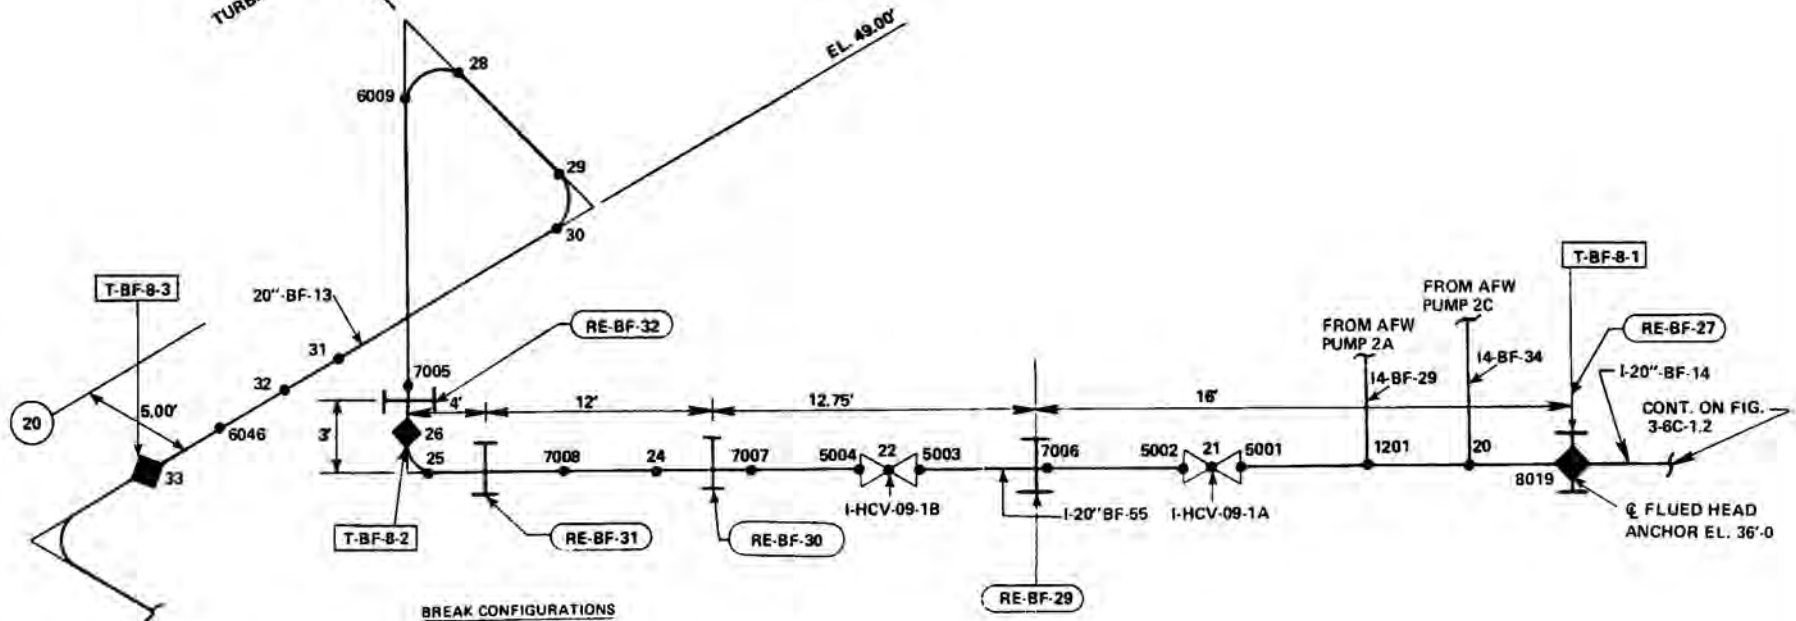 EL. 49.00'
28
6009
29
30
T-BF-8-3
20"-BF-13
RE-BF-32
31
7005
32
20
5.00'
6046
33
3'
4'
12'
12.75'
16'
26
25
7008
24
7007
5004
22
5003
7006
5002
21
5001
1201
20
8019
FROM AFW
PUMP 2A
FROM AFW
PUMP 2C
I4-BF-29
I4-BF-34
T-BF-8-1
RE-BF-27
I-20"-BF-14
CONT. ON FIG.
3-6C-1.2
I-HCV-09-1B
I-20"BF-55
I-HCV-09-1A
℄ FLUED HEAD
ANCHOR EL. 36'-0
T-BF-8-2
RE-BF-31
RE-BF-30
RE-BF-29
BREAK CONFIGURATIONS